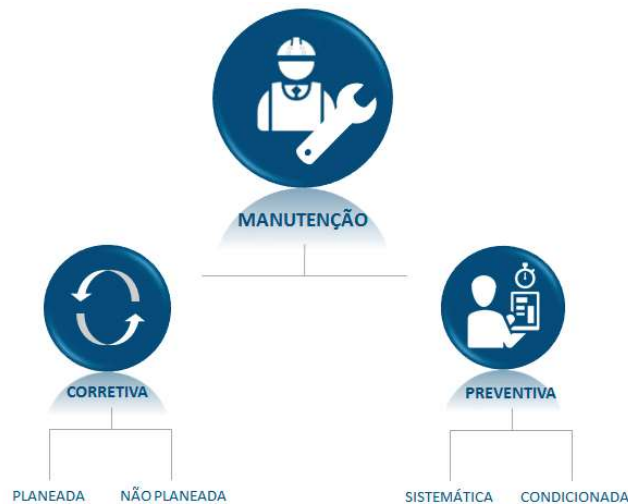 MANUTENÇÃO
CORRETIVA
PREVENTIVA
PLANEADA
NÃO PLANEADA
SISTEMÁTICA
CONDICIONADA